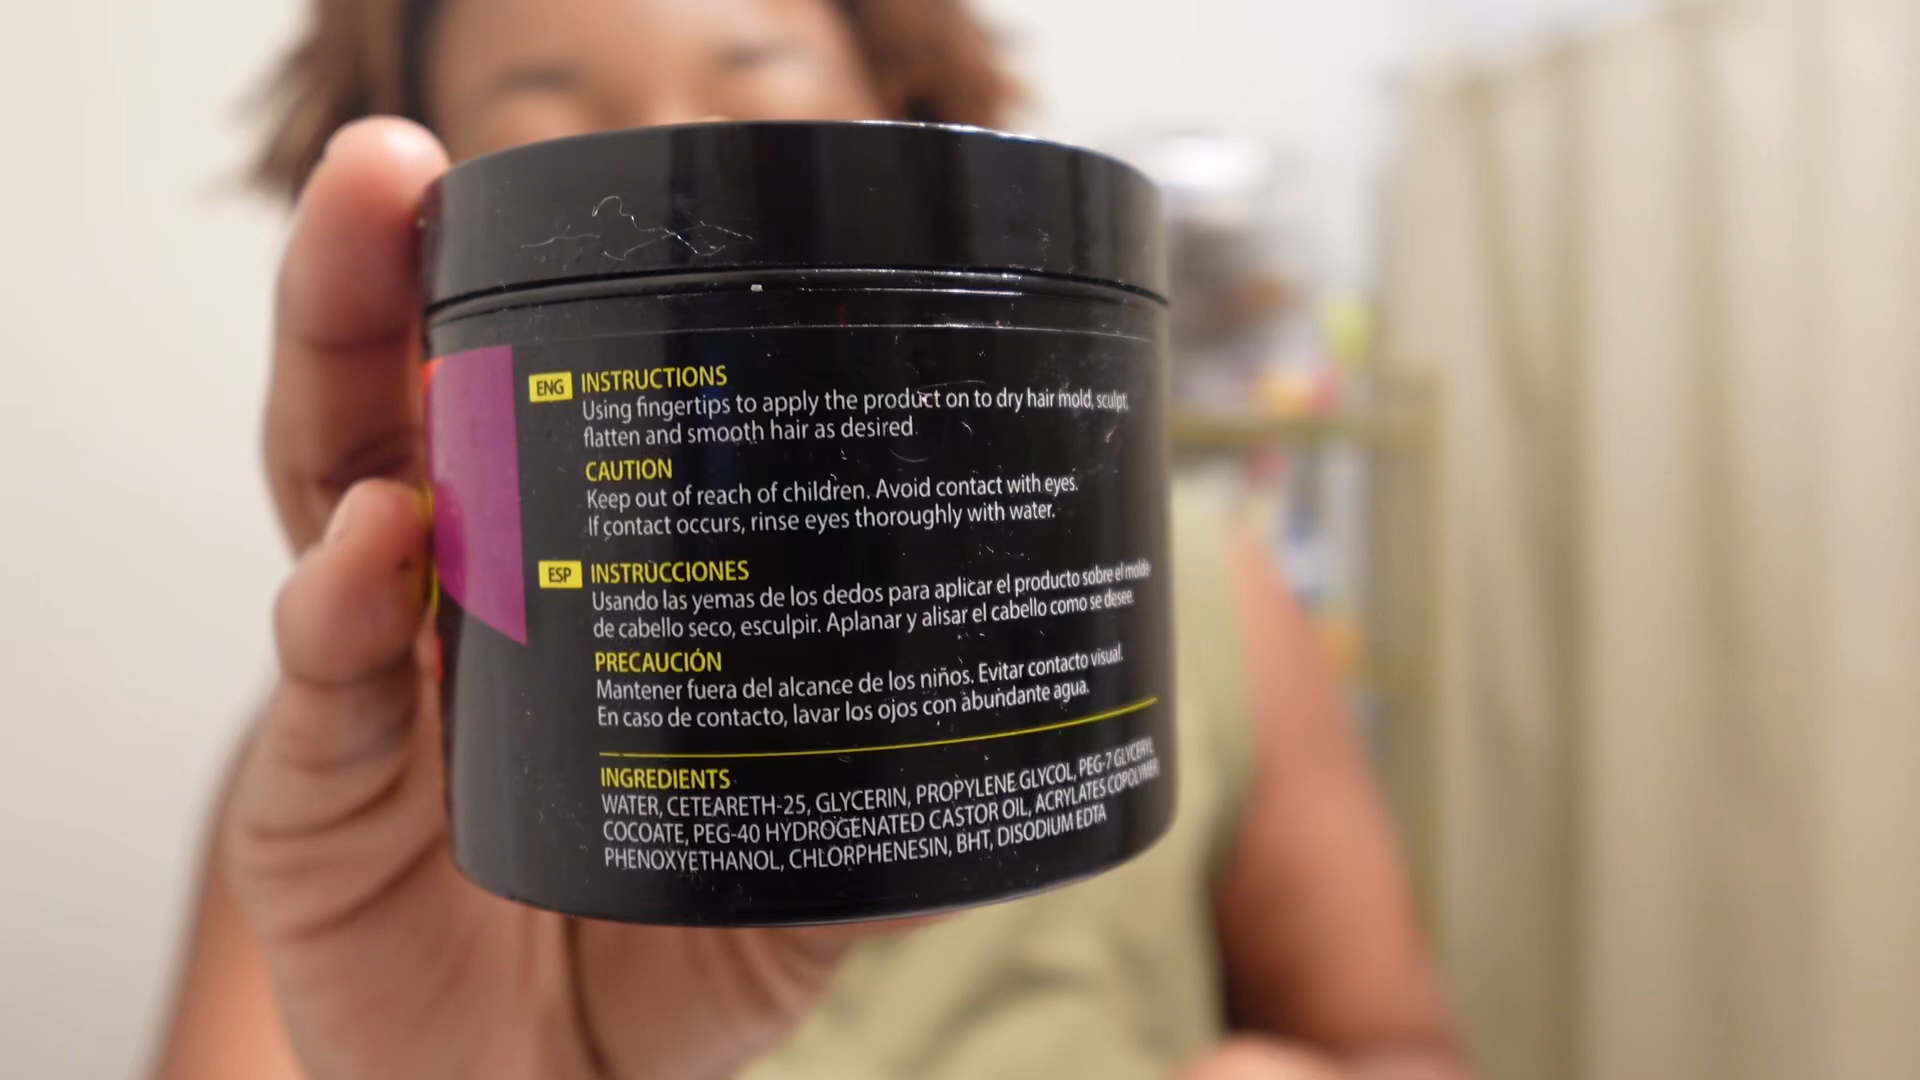 ENG INSTRUCTIONS
Using fingertips to apply the product on to dry hair mold, sculpt,
flatten and smooth hair as desired.
CAUTION
Keep out of reach of children. Avoid contact with eyes.
If contact occurs, rinse eyes thoroughly with water.
ESP INSTRUCCIONES
Usando las yemas de los dedos para aplicar el producto sobre el molde
de cabello seco, esculpir. Aplanar y alisar el cabello como se desee.
PRECAUCIÓN
Mantener fuera del alcance de los niños. Evitar contacto visual.
En caso de contacto, lavar los ojos con abundante agua.
INGREDIENTS
WATER, CETEARETH-25, GLYCERIN, PROPYLENE GLYCOL, PEG-7 GLYCERYL
COCOATE, PEG-40 HYDROGENATED CASTOR OIL, ACRYLATES COPOLYMER
PHENOXYETHANOL, CHLORPHENESIN, BHT, DISODIUM EDTA